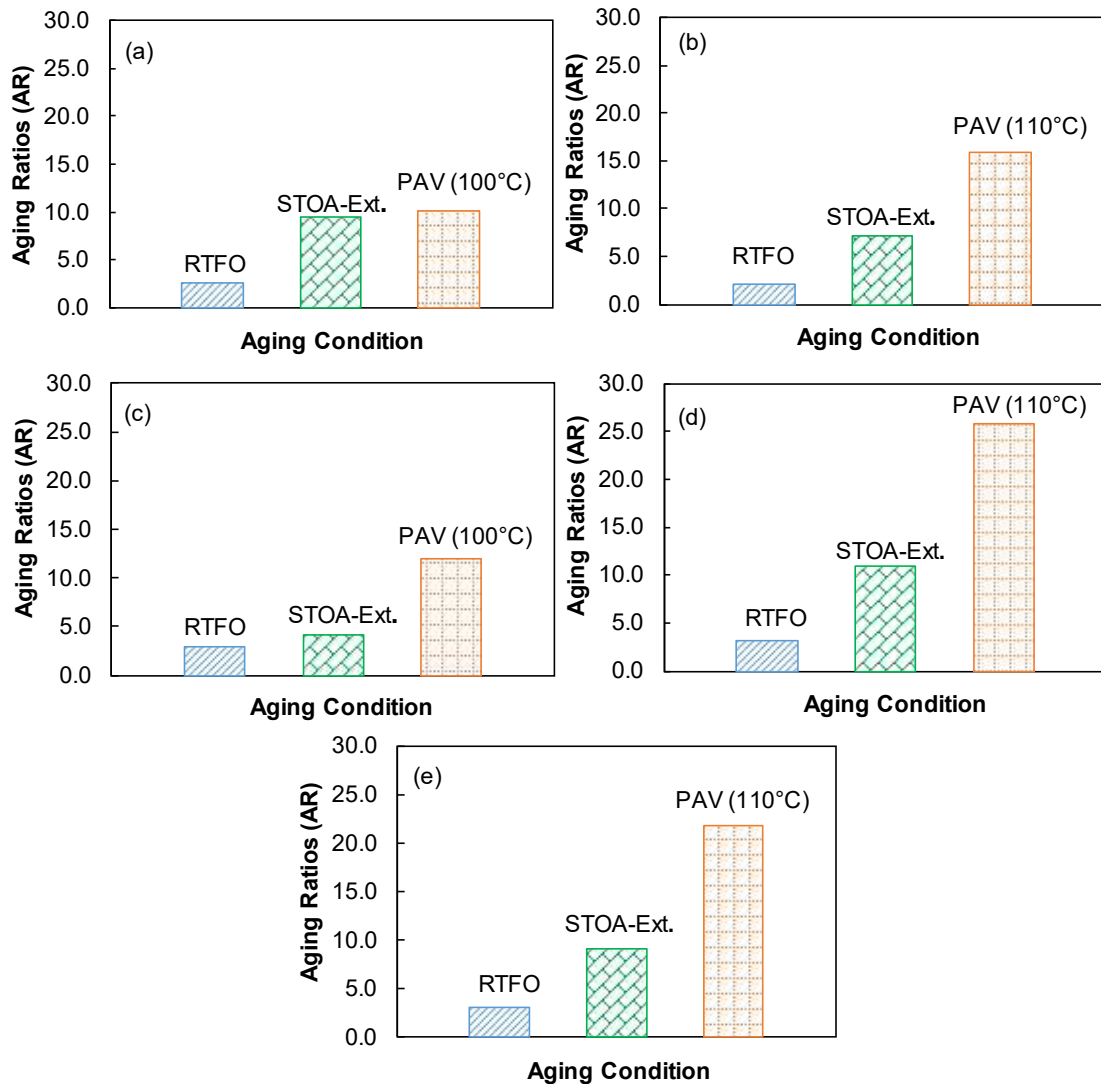 30.0
25.0
20.0
15.0
10.0
5.0
0.0
Aging Ratios (AR)
(a)
RTFO
STOA-Ext.
PAV (100°C)
Aging Condition
30.0
25.0
20.0
15.0
10.0
5.0
0.0
Aging Ratios (AR)
(b)
RTFO
STOA-Ext.
PAV (110°C)
Aging Condition
30.0
25.0
20.0
15.0
10.0
5.0
0.0
Aging Ratios (AR)
(c)
RTFO
STOA-Ext.
PAV (100°C)
Aging Condition
30.0
25.0
20.0
15.0
10.0
5.0
0.0
Aging Ratios (AR)
(d)
RTFO
STOA-Ext.
PAV (110°C)
Aging Condition
30.0
25.0
20.0
15.0
10.0
5.0
0.0
Aging Ratios (AR)
(e)
RTFO
STOA-Ext.
PAV (110°C)
Aging Condition